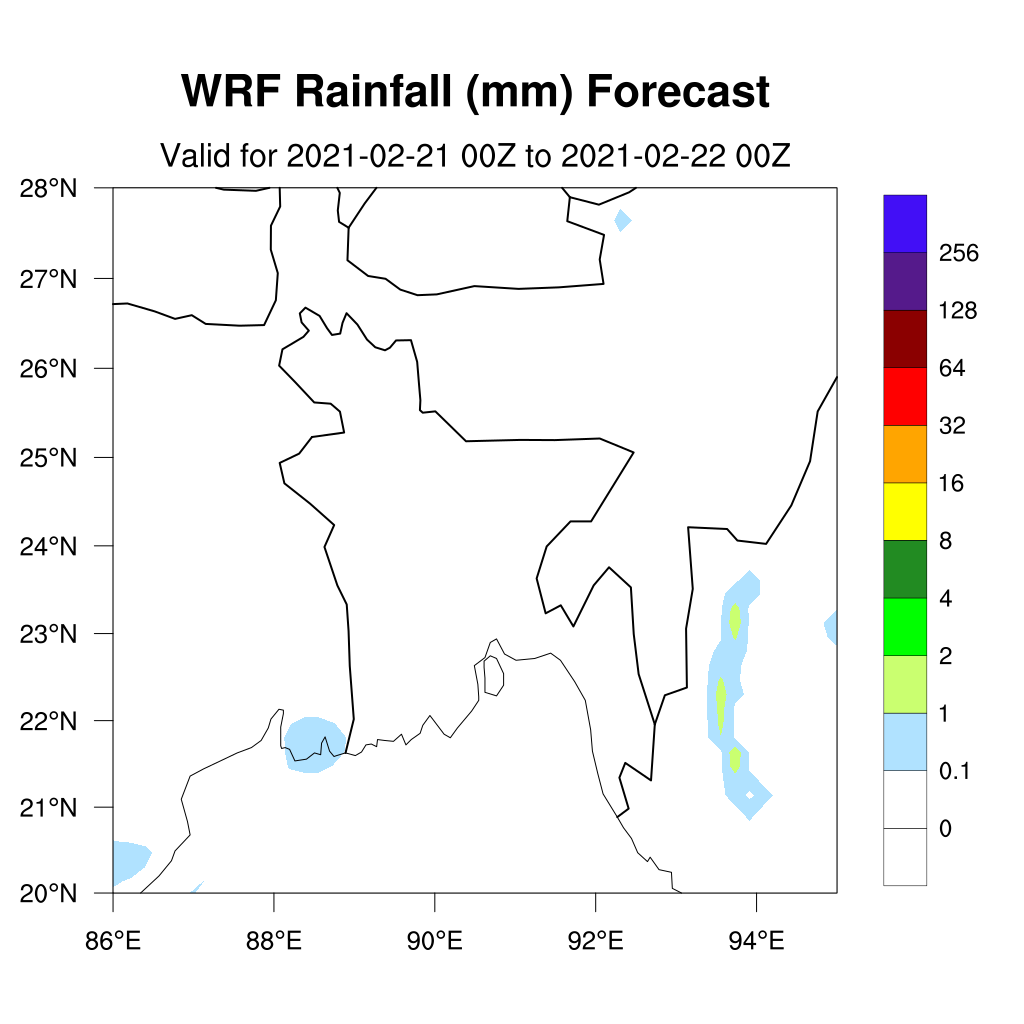 WRF Rainfall (mm) Forecast
Valid for 2021-02-21 00Z to 2021-02-22 00Z
28°N
27°N
26°N
25°N
24°N
23°N
22°N
21°N
20°N
86°E 88°E 90°E 92°E 94°E
256
128
64
32
16
8
4
2
1
0.1
0